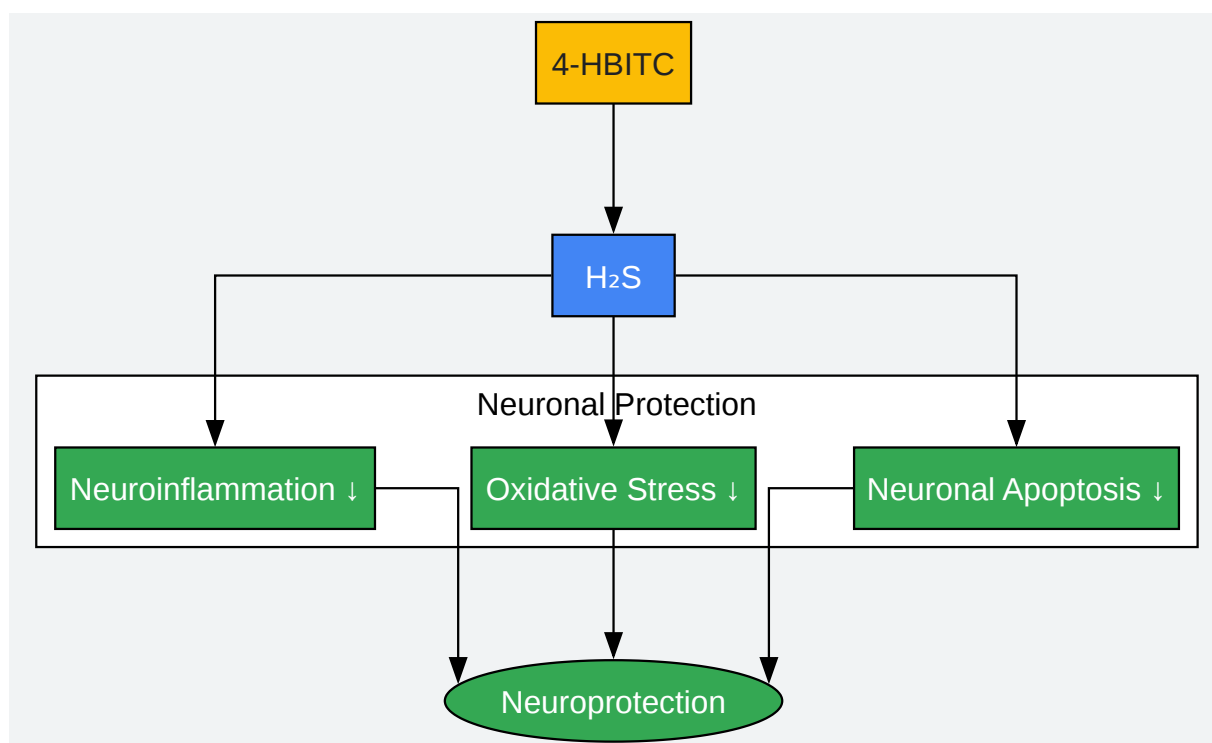 4-HBITC
H₂S
Neuronal Protection
Neuroinflammation ↓
Oxidative Stress ↓
Neuronal Apoptosis ↓
Neuroprotection